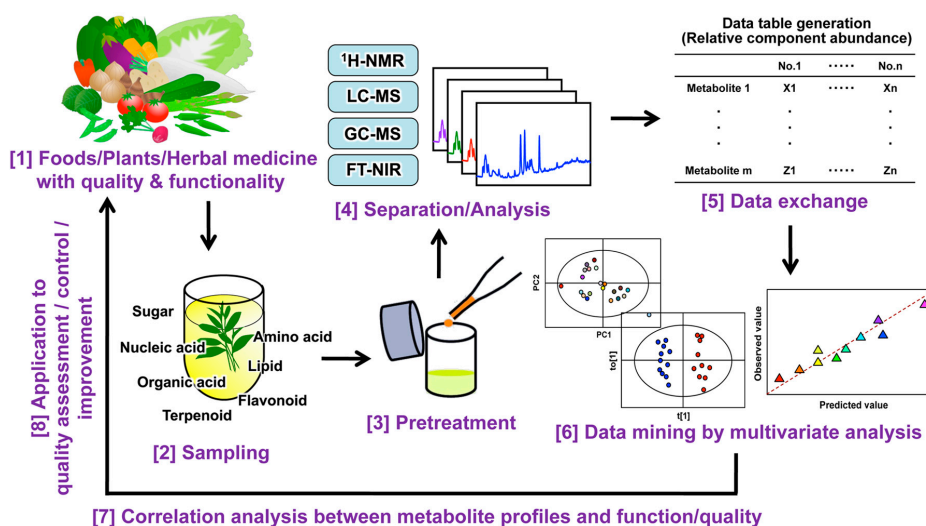 [1] Foods/Plants/Herbal medicine
with quality & functionality
Sugar
Nucleic acid
Amino acid
Lipid
Organic acid
Flavonoid
Terpenoid
[2] Sampling
[3] Pretreatment
¹H-NMR
LC-MS
GC-MS
FT-NIR
[4] Separation/Analysis
Data table generation
(Relative component abundance)
No.1 ····· No.n
Metabolite 1 X1 ····· Xn
· · ·
· · ·
· · ·
Metabolite m Z1 ····· Zn
[5] Data exchange
PC2
PC1
to[1]
t[1]
Observed value
Predicted value
[6] Data mining by multivariate analysis
[7] Correlation analysis between metabolite profiles and function/quality
[8] Application to
quality assessment / control /
improvement